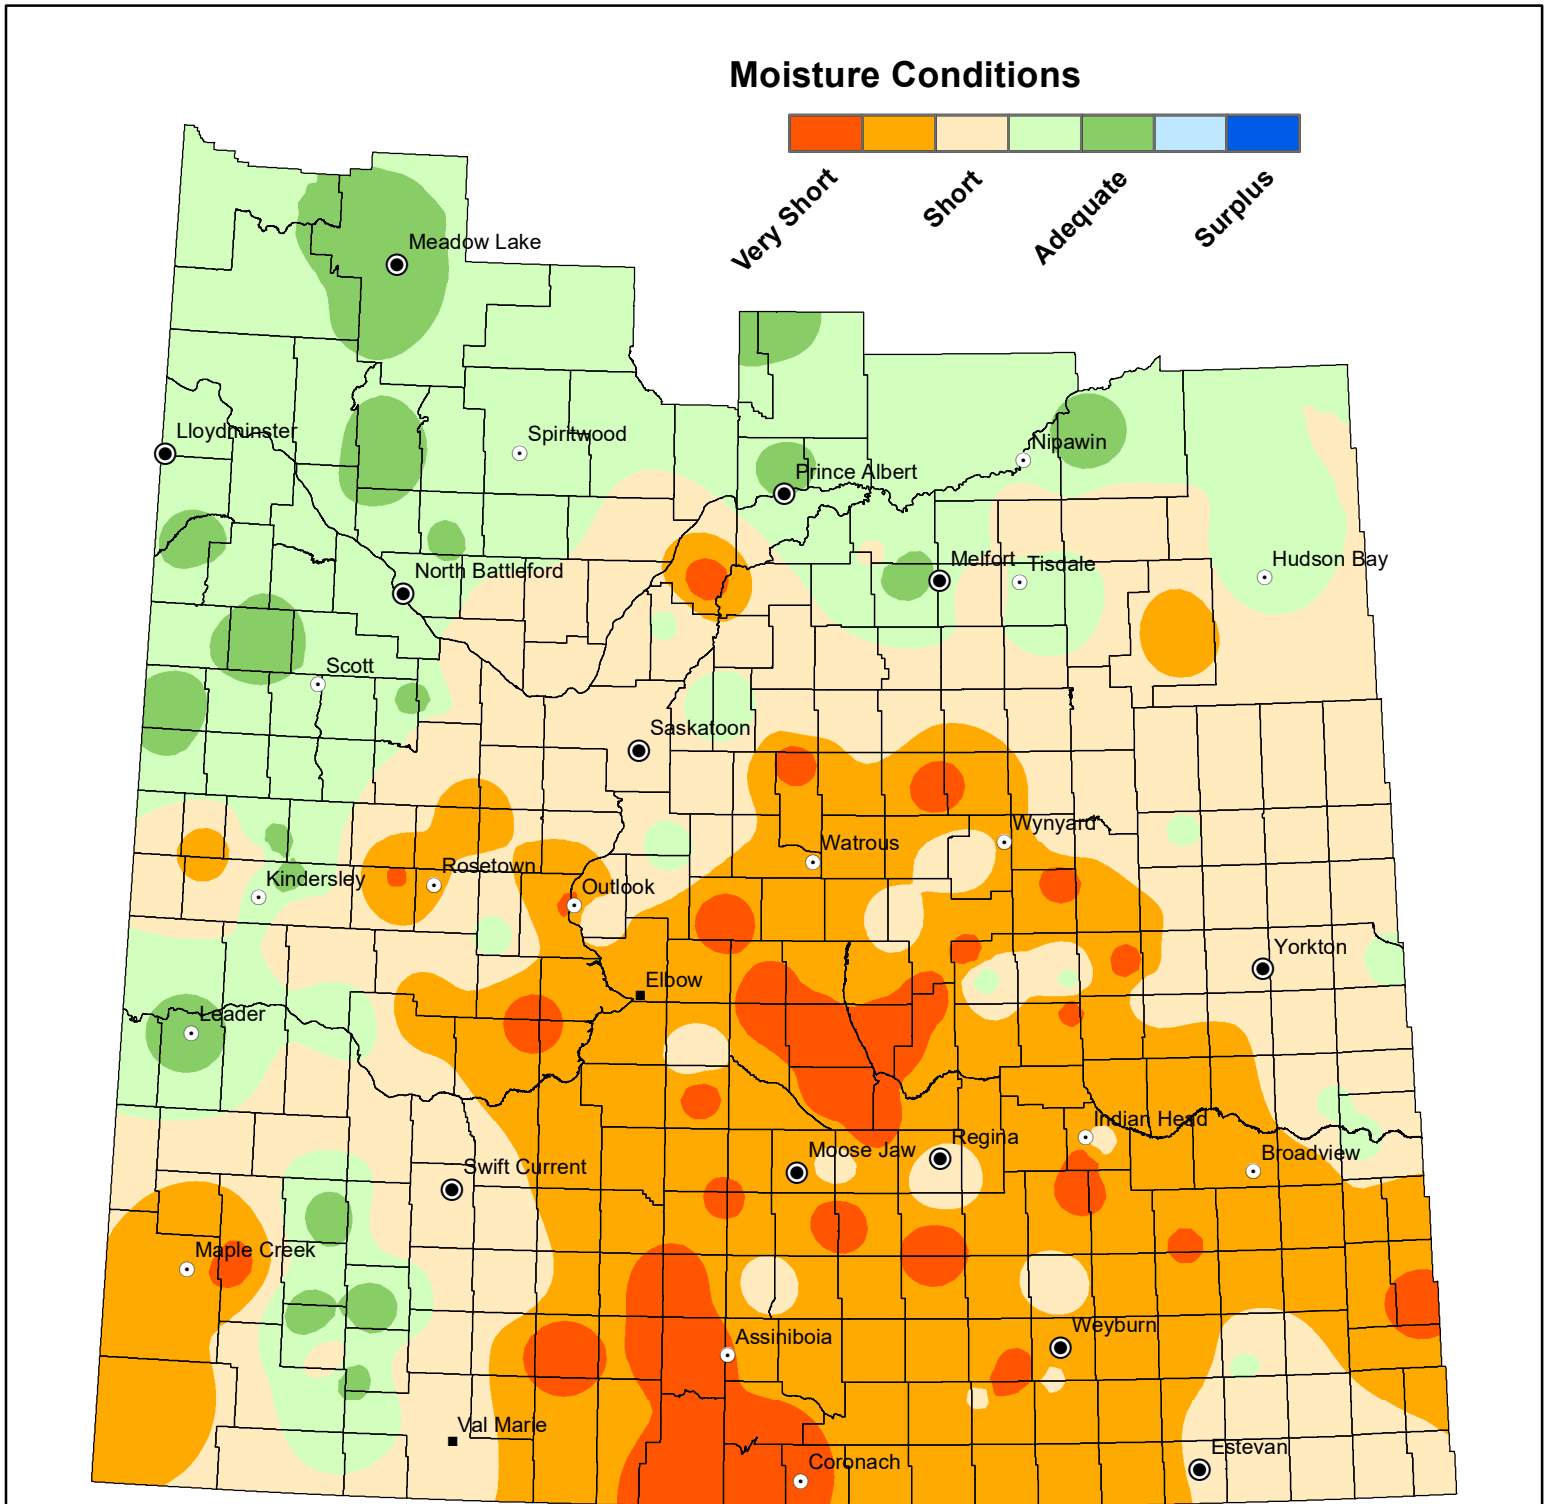 Moisture Conditions
Very Short
Short
Adequate
Surplus
Meadow Lake
Lloydminster
Spiritwood
Nipawin
Prince Albert
Melfort
Tisdale
Hudson Bay
North Battleford
Scott
Saskatoon
Wynyard
Watrous
Rosetown
Kindersley
Outlook
Yorkton
Elbow
Leader
Indian Head
Regina
Moose Jaw
Broadview
Swift Current
Maple Creek
Weyburn
Assiniboia
Val Marie
Estevan
Coronach